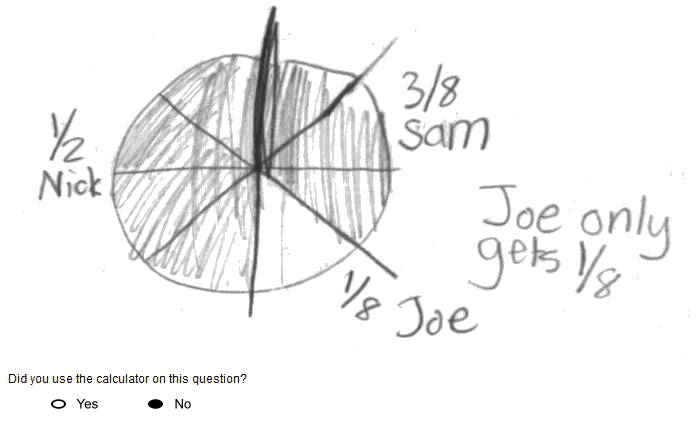 1/2
Nick
3/8
Sam
Joe only
gets 1/8
1/8 Joe
Did you use the calculator on this question?
Yes No